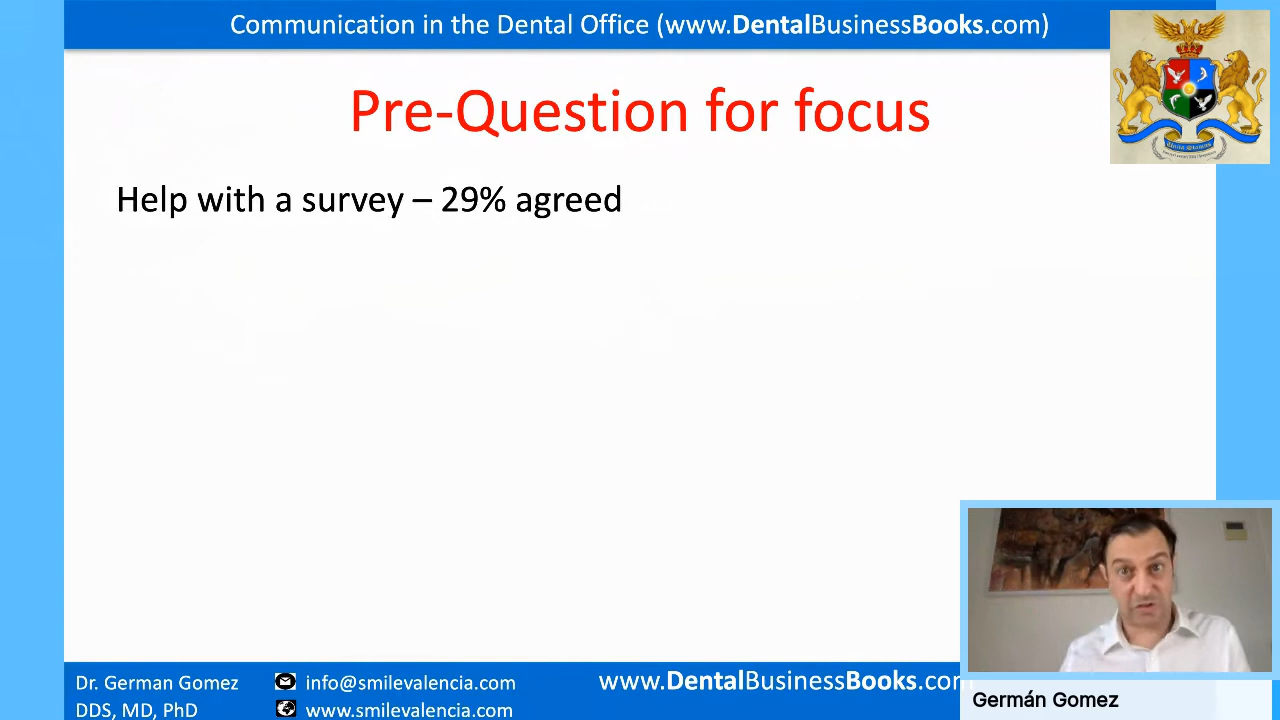 Communication in the Dental Office (www.DentalBusinessBooks.com)
Pre-Question for focus
Help with a survey – 29% agreed
Dr. German Gomez
DDS, MD, PhD
info@smilevalencia.com
www.smilevalencia.com
www.DentalBusinessBooks.com
Germán Gomez